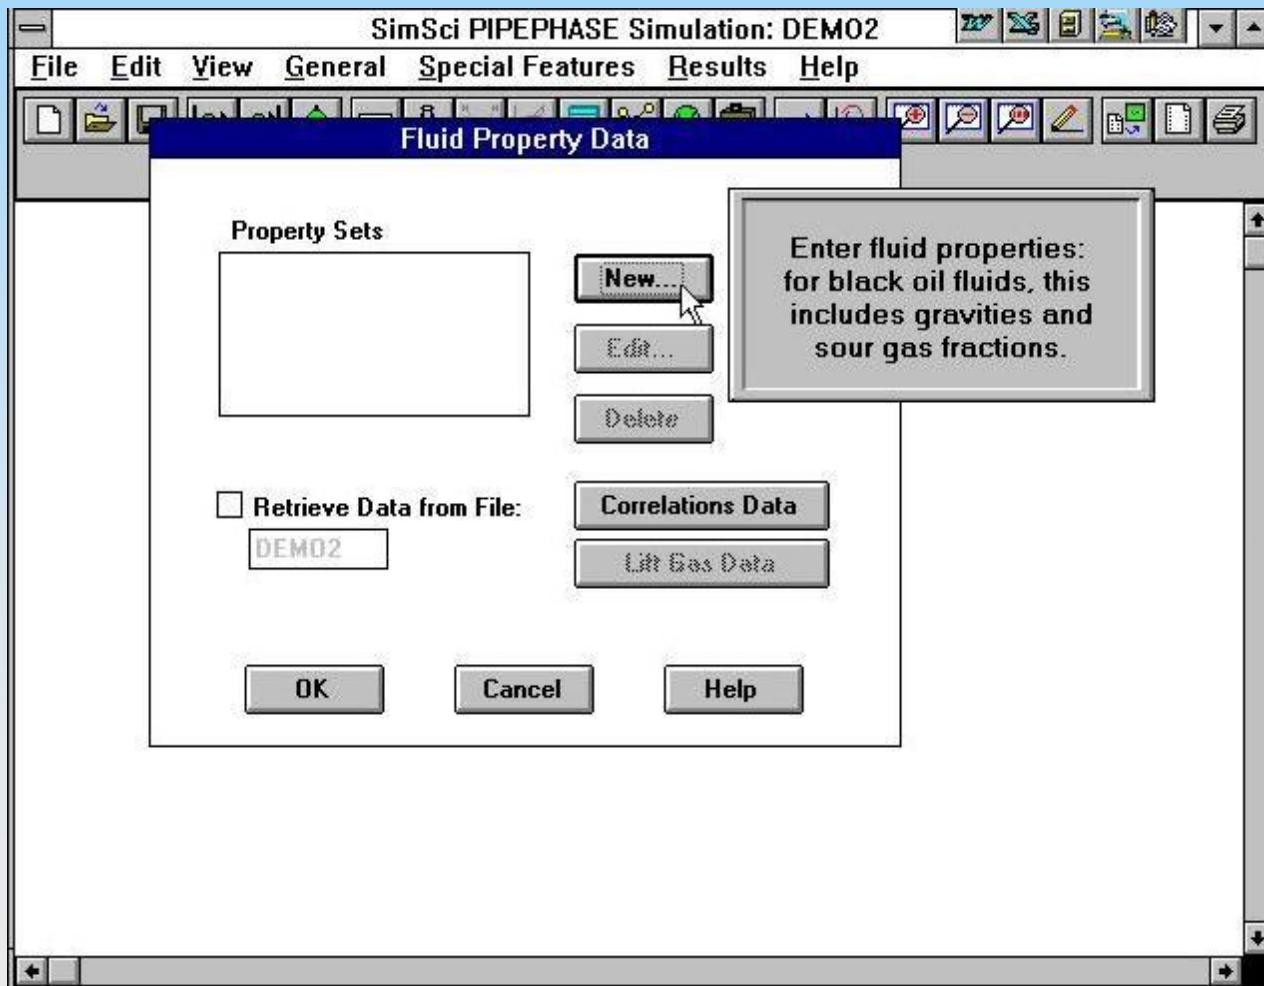 SimSci PIPEPHASE Simulation: DEMO2
File Edit View General Special Features Results Help
Fluid Property Data
Property Sets
New...
Edit...
Delete
Enter fluid properties:
for black oil fluids, this
includes gravities and
sour gas fractions.
Retrieve Data from File:
DEMO2
Correlations Data
Lift Gas Data
OK Cancel Help